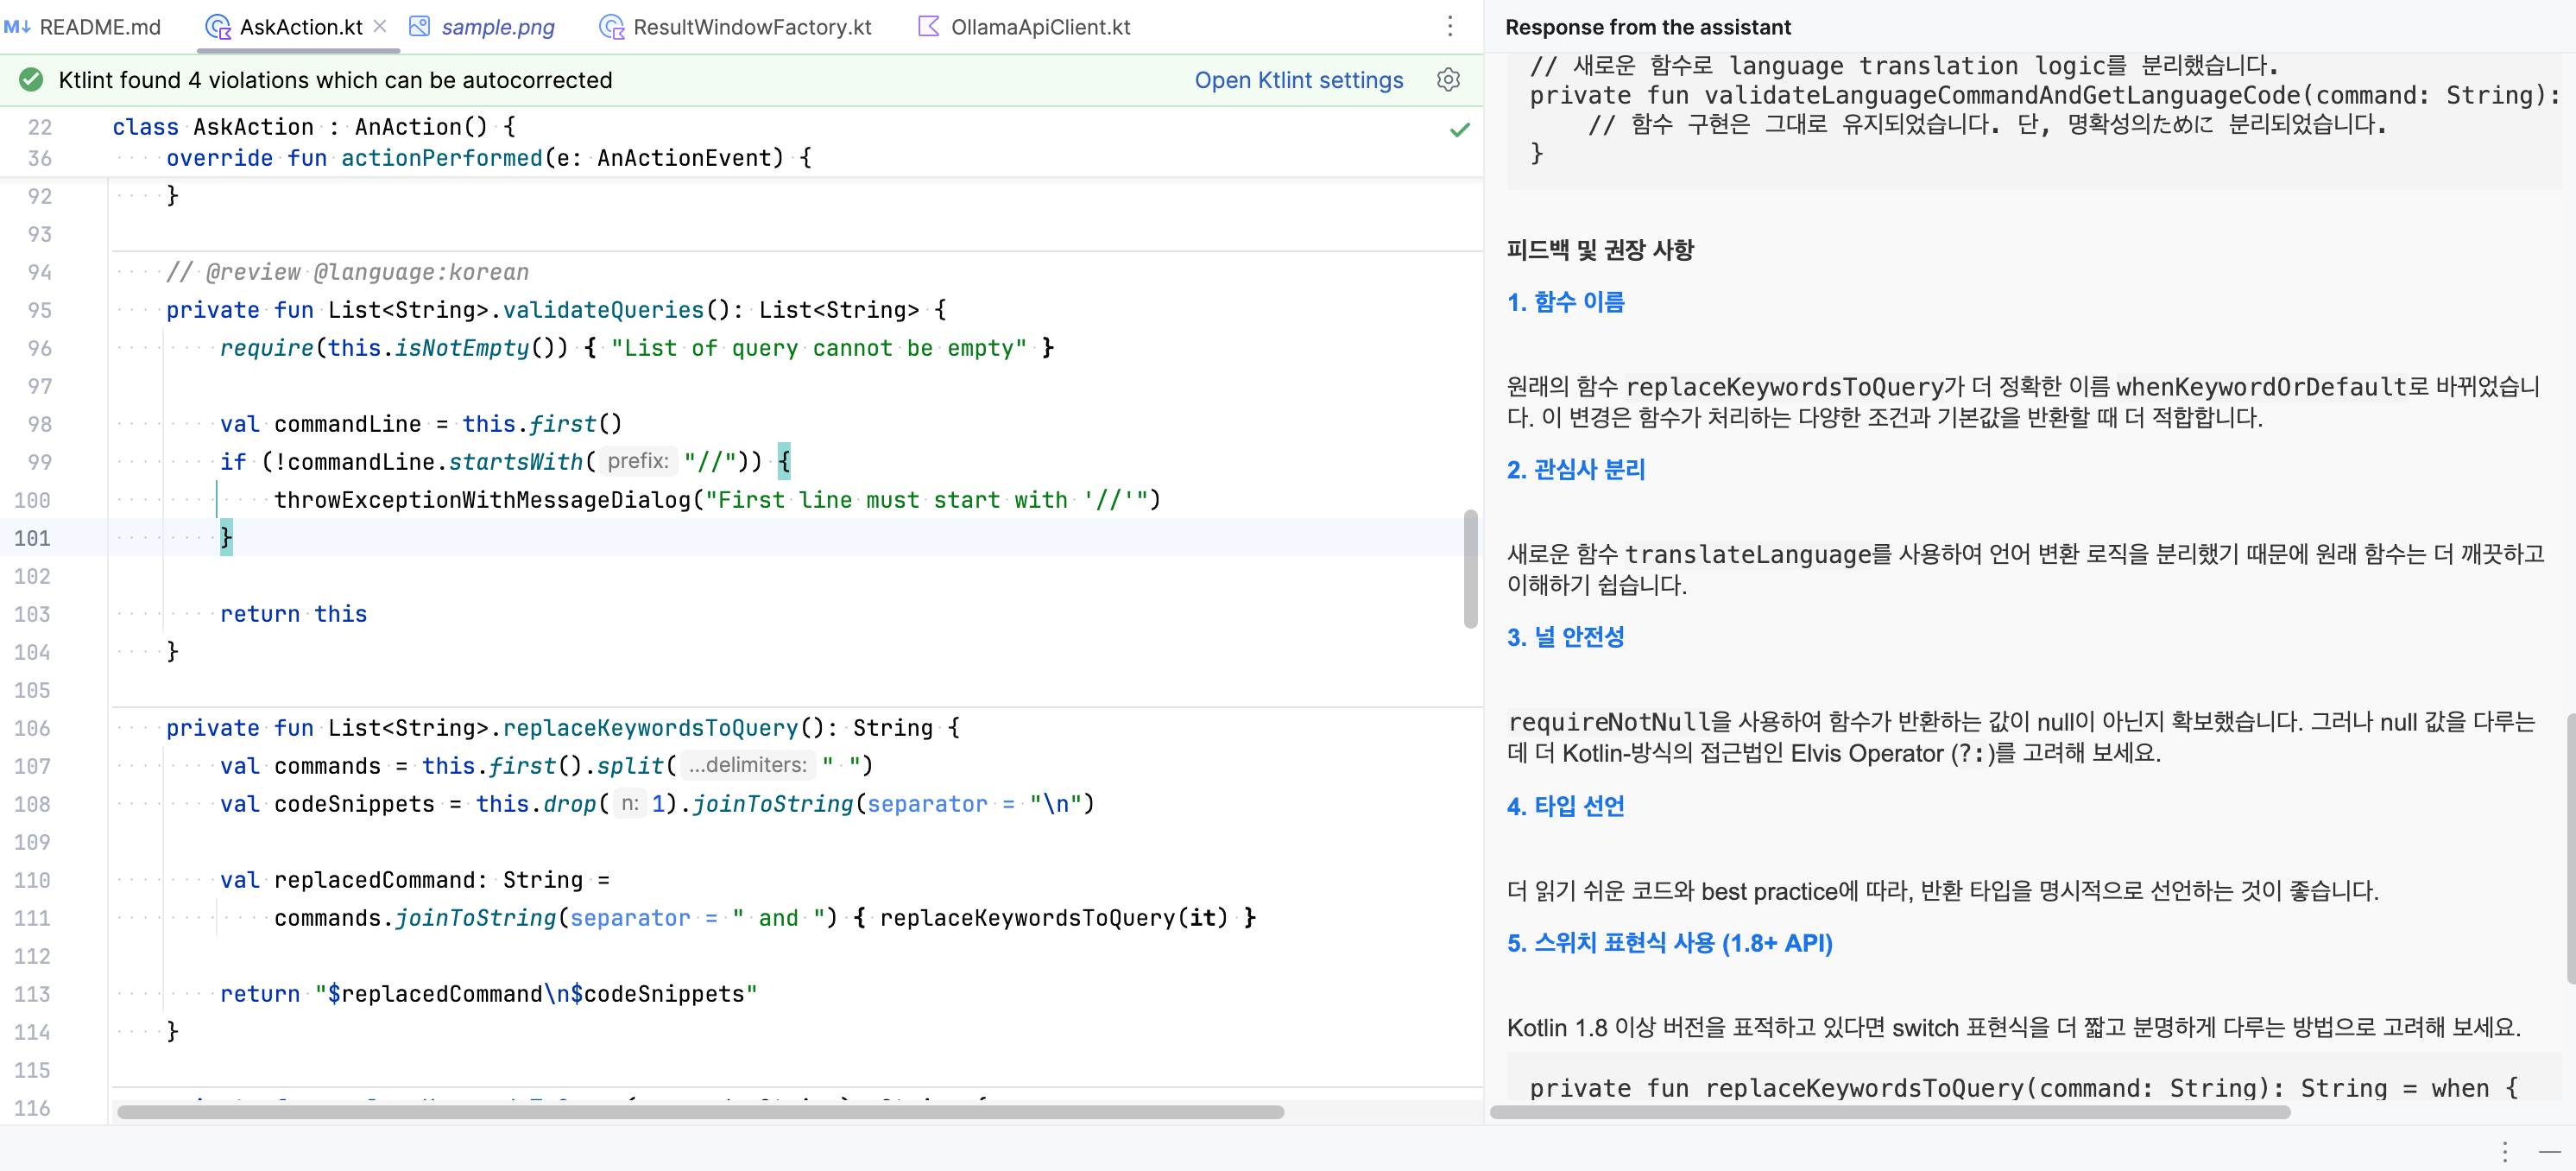 README.md
AskAction.kt
sample.png
ResultWindowFactory.kt
OllamaApiClient.kt
Ktlint found 4 violations which can be autocorrected
Open Ktlint settings
22 class AskAction : AnAction() {
36 override fun actionPerformed(e: AnActionEvent) {
92 }
93
94 // @review @language:korean
95 private fun List<String>.validateQueries(): List<String> {
96 require(this.isNotEmpty()) { "List of query cannot be empty" }
97
98 val commandLine = this.first()
99 if (!commandLine.startsWith( prefix: "//")) {
100 throwExceptionWithMessageDialog("First line must start with '//'")
101 }
102
103 return this
104 }
105
106 private fun List<String>.replaceKeywordsToQuery(): String {
107 val commands = this.first().split( ...delimiters: " ")
108 val codeSnippets = this.drop( n: 1).joinToString(separator = "\n")
109
110 val replacedCommand: String =
111 commands.joinToString(separator = " and ") { replaceKeywordsToQuery(it) }
112
113 return "$replacedCommand\n$codeSnippets"
114 }
115
116
Response from the assistant
// 새로운 함수로 language translation logic를 분리했습니다.
private fun validateLanguageCommandAndGetLanguageCode(command: String):
// 함수 구현은 그대로 유지되었습니다. 단, 명확성의ために 분리되었습니다.
}
피드백 및 권장 사항
1. 함수 이름
원래의 함수 replaceKeywordsToQuery가 더 정확한 이름 whenKeywordOrDefault로 바뀌었습니
다. 이 변경은 함수가 처리하는 다양한 조건과 기본값을 반환할 때 더 적합합니다.
2. 관심사 분리
새로운 함수 translateLanguage를 사용하여 언어 변환 로직을 분리했기 때문에 원래 함수는 더 깨끗하고
이해하기 쉽습니다.
3. 널 안전성
requireNotNull을 사용하여 함수가 반환하는 값이 null이 아닌지 확보했습니다. 그러나 null 값을 다루는
데 더 Kotlin-방식의 접근법인 Elvis Operator (?:)를 고려해 보세요.
4. 타입 선언
더 읽기 쉬운 코드와 best practice에 따라, 반환 타입을 명시적으로 선언하는 것이 좋습니다.
5. 스위치 표현식 사용 (1.8+ API)
Kotlin 1.8 이상 버전을 표적하고 있다면 switch 표현식을 더 짧고 분명하게 다루는 방법으로 고려해 보세요.
private fun replaceKeywordsToQuery(command: String): String = when {